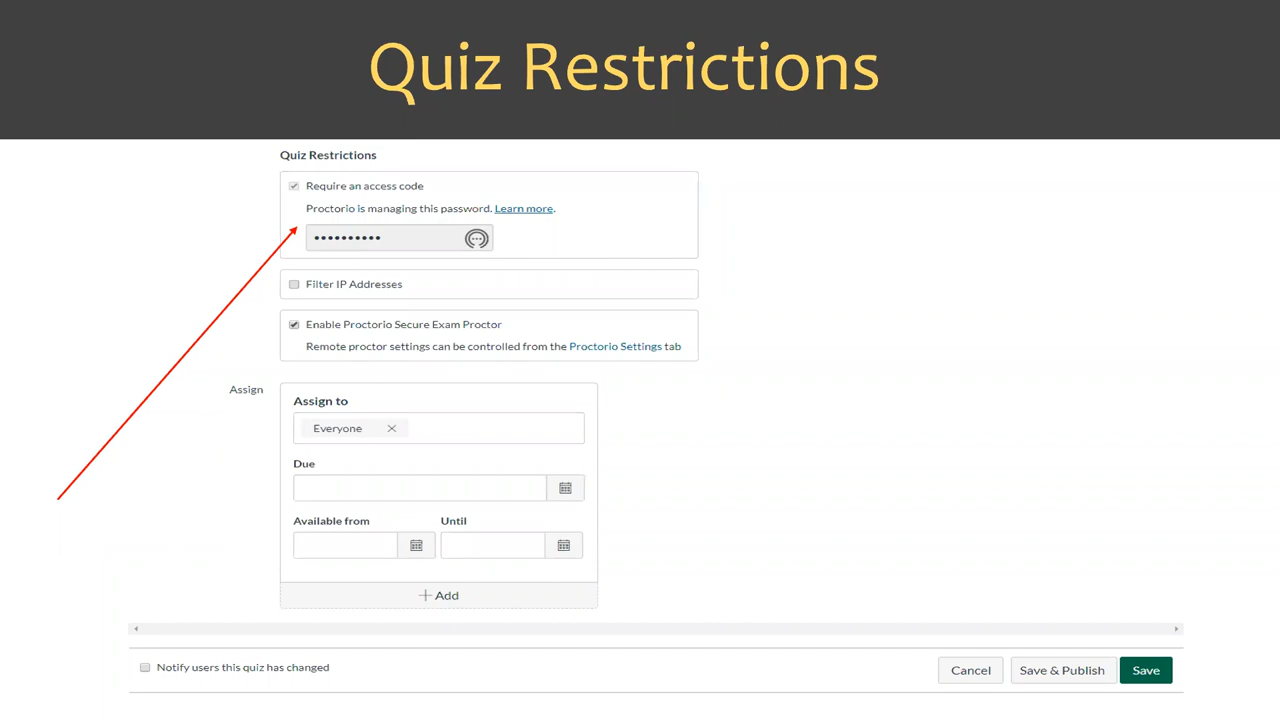 Quiz Restrictions
Quiz Restrictions
Require an access code
Proctorio is managing this password. Learn more.
••••••••••
Filter IP Addresses
Enable Proctorio Secure Exam Proctor
Remote proctor settings can be controlled from the Proctorio Settings tab
Assign
Assign to
Everyone
Due
Available from Until
Add
Notify users this quiz has changed
Cancel Save & Publish Save